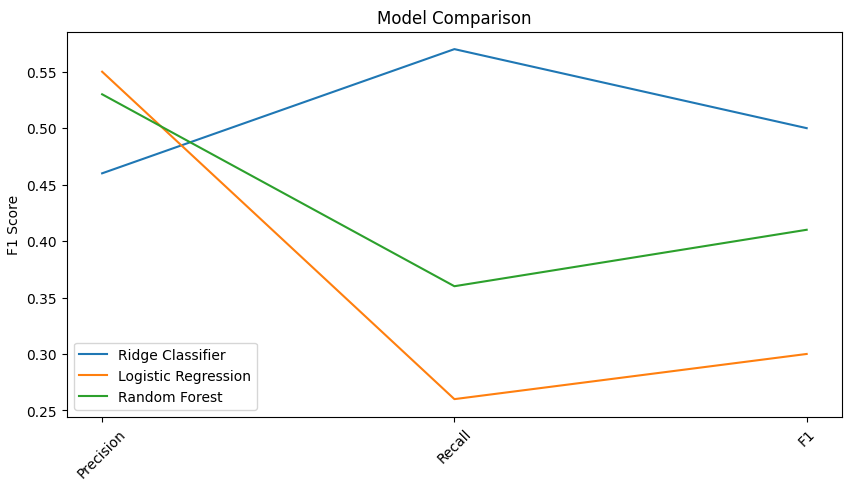 Model Comparison
F1 Score
0.55
0.50
0.45
0.40
0.35
0.30
0.25
Ridge Classifier
Logistic Regression
Random Forest
Precision
Recall
F1